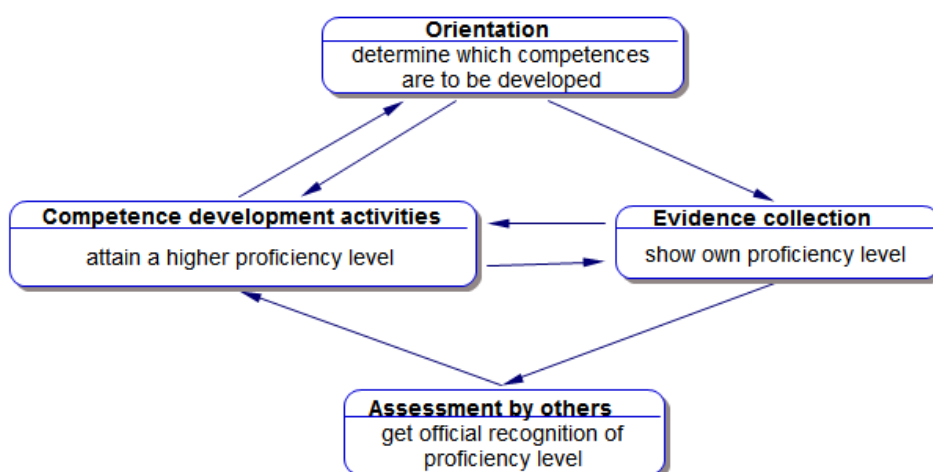 Orientation
determine which competences
are to be developed
Competence development activities
attain a higher proficiency level
Evidence collection
show own proficiency level
Assessment by others
get official recognition of
proficiency level